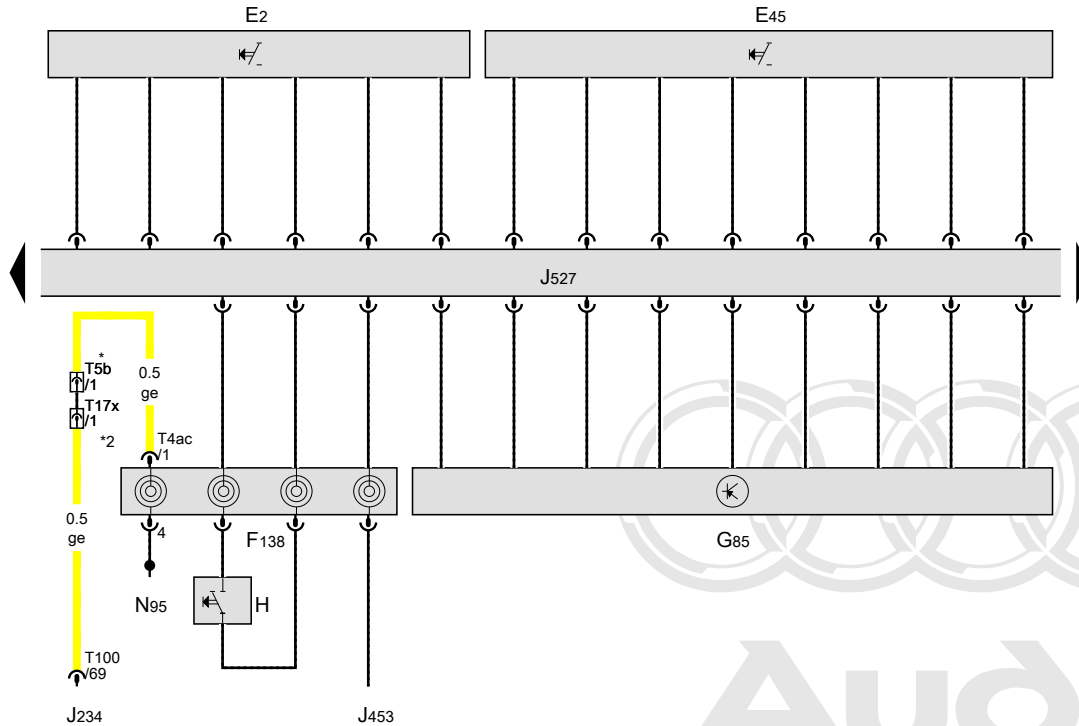 E2
E45
J527
*
T5b
/1
T17x
/1
*2
0.5
ge
T4ac
/1
0.5
ge
4
F138
G85
N95
H
T100
/69
J234
J453
Audi